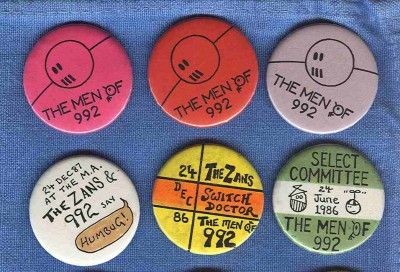 THE MEN OF
992
THE MEN OF
992
THE MEN OF
992
24 DEC 87
AT THE M.A.
THE ZANS &
992 SAY
HUMBUG!
24
DEC
86
THE ZANS
SWITCH
DOCTOR
THE MEN OF
992
SELECT
COMMITTEE
24
June
1986
THE MEN OF
992